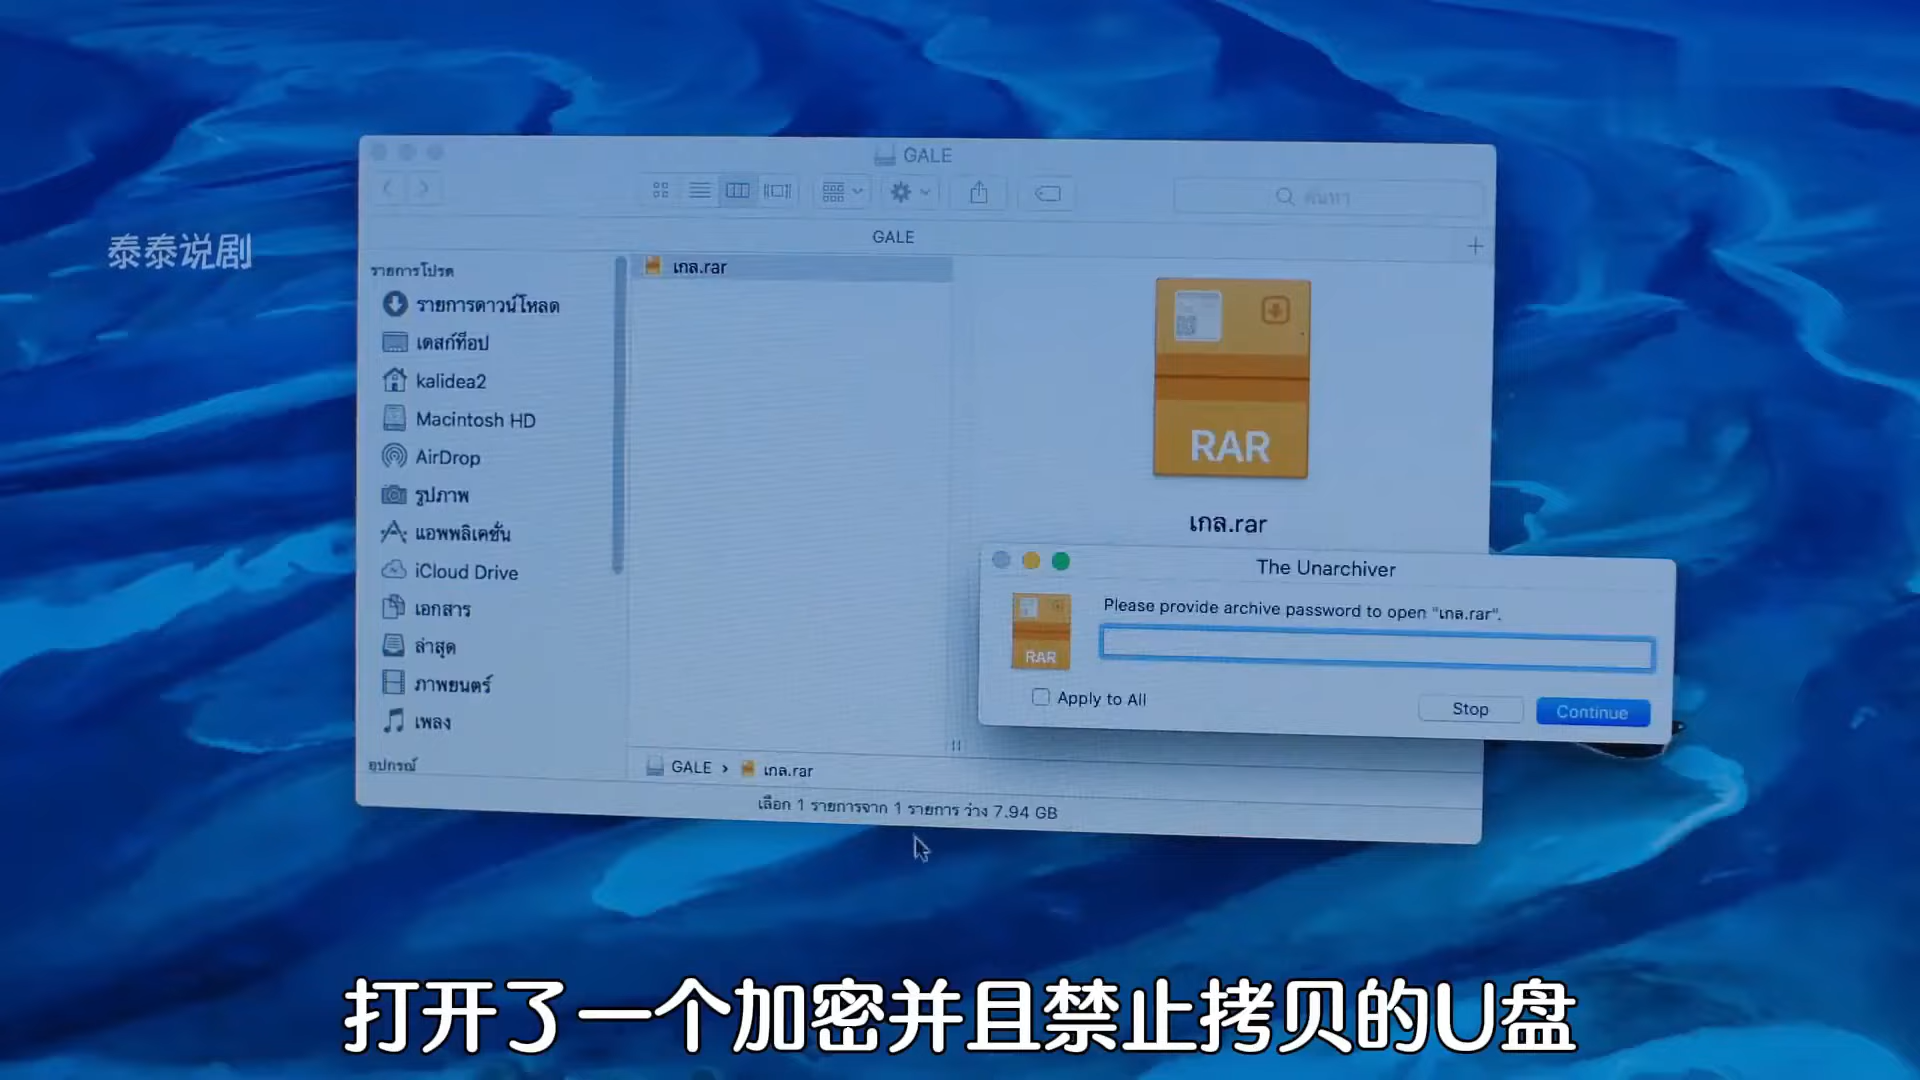 GALE
ค้นหา
GALE
泰泰说剧
รายการโปรด
รายการดาวน์โหลด
เดสก์ท็อป
kalidea2
Macintosh HD
AirDrop
รูปภาพ
แอพพลิเคชั่น
iCloud Drive
เอกสาร
ล่าสุด
ภาพยนตร์
เพลง
อุปกรณ์
เกล.rar
RAR
เกล.rar
The Unarchiver
Please provide archive password to open "เกล.rar".
RAR
Apply to All
Stop
Continue
GALE › เกล.rar
เลือก 1 รายการจาก 1 รายการ ว่าง 7.94 GB
打开了一个加密并且禁止拷贝的U盘